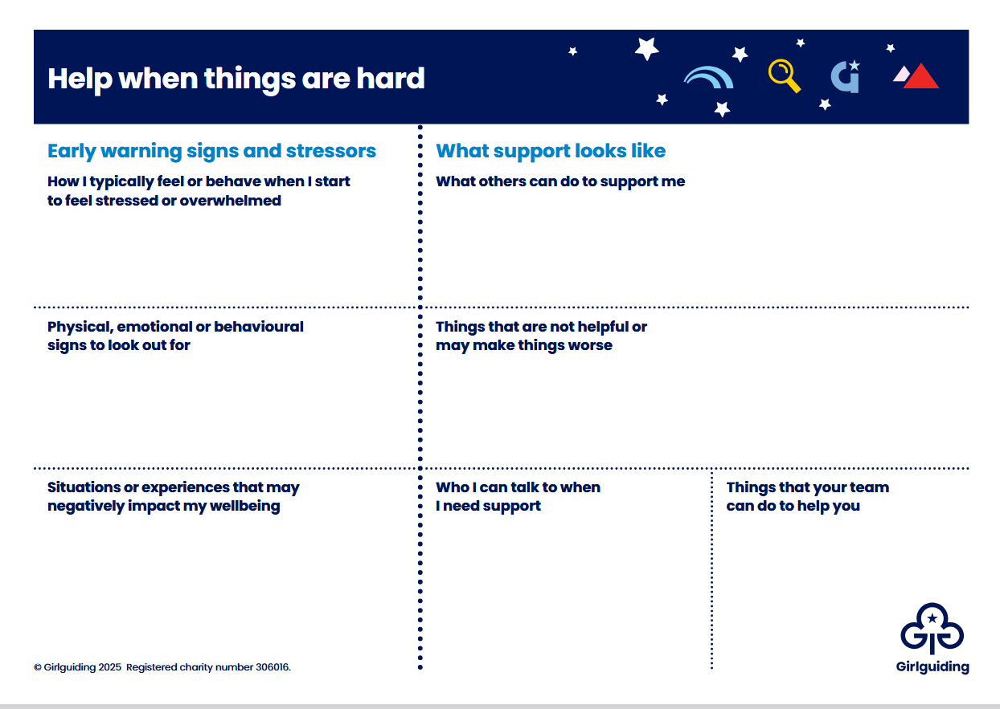 Help when things are hard
Early warning signs and stressors
How I typically feel or behave when I start
to feel stressed or overwhelmed
Physical, emotional or behavioural
signs to look out for
Situations or experiences that may
negatively impact my wellbeing
What support looks like
What others can do to support me
Things that are not helpful or
may make things worse
Who I can talk to when
I need support
Things that your team
can do to help you
© Girlguiding 2025 Registered charity number 306016.
Girlguiding